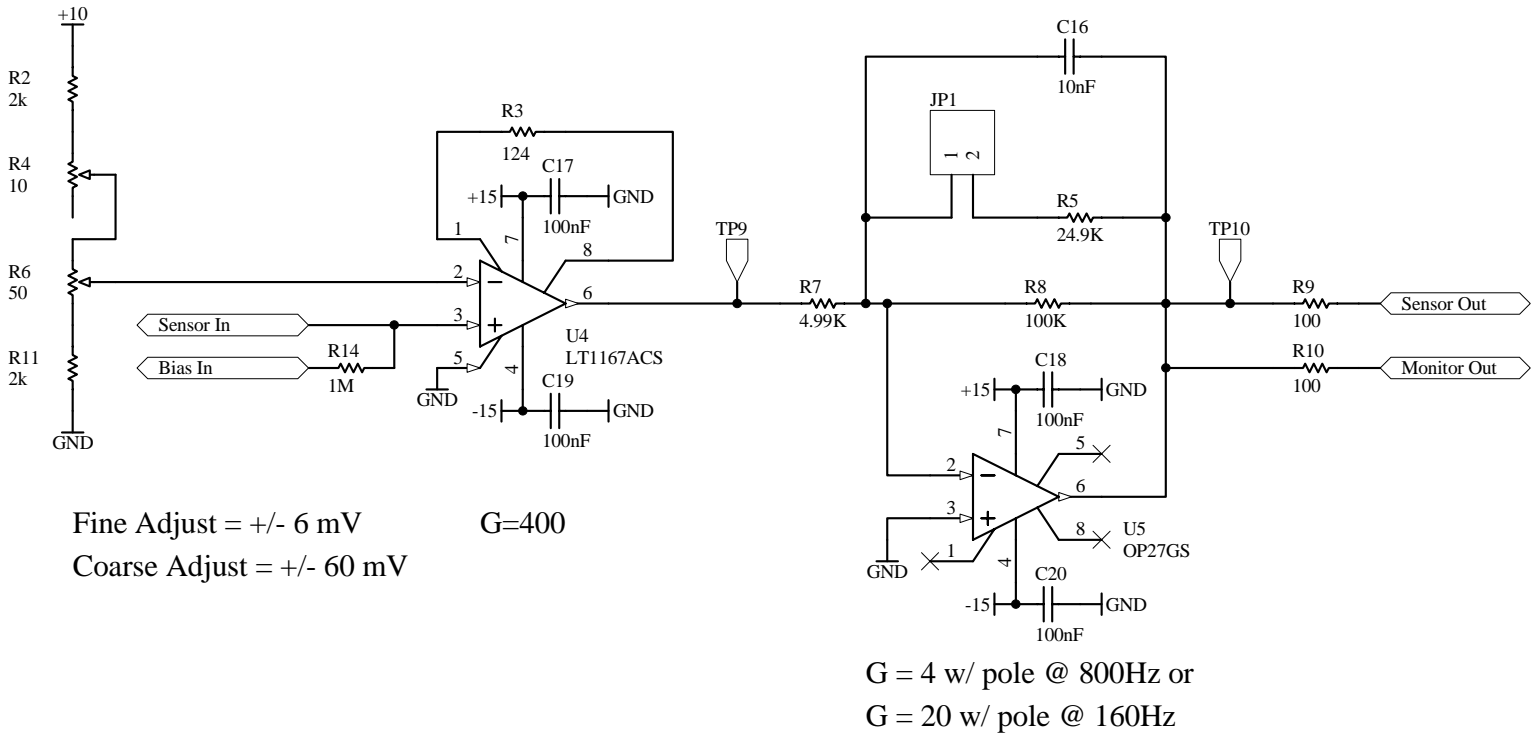 +10
R2
2k
R4
10
R6
50
R11
2k
GND
Sensor In
Bias In
R14
1M
R3
124
C17
100nF
+15
GND
1
7
8
2
3
5
6
4
GND
U4
LT1167ACS
C19
100nF
-15
GND
TP9
R7
4.99K
C16
10nF
JP1
1
2
R5
24.9K
R8
100K
TP10
R9
100
Sensor Out
R10
100
Monitor Out
C18
100nF
+15
GND
7
5
2
3
6
8
1
4
GND
U5
OP27GS
C20
100nF
-15
GND
Fine Adjust = +/- 6 mV
Coarse Adjust = +/- 60 mV
G=400
G = 4 w/ pole @ 800Hz or
G = 20 w/ pole @ 160Hz